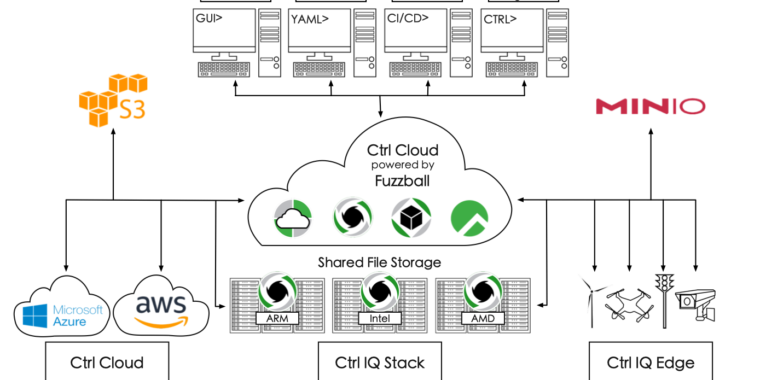 GUI>
YAML>
CI/CD>
CTRL>
S3
MINIO
Ctrl Cloud
powered by
Fuzzball
Shared File Storage
Microsoft
Azure
aws
ARM
Intel
AMD
Ctrl Cloud
Ctrl IQ Stack
Ctrl IQ Edge